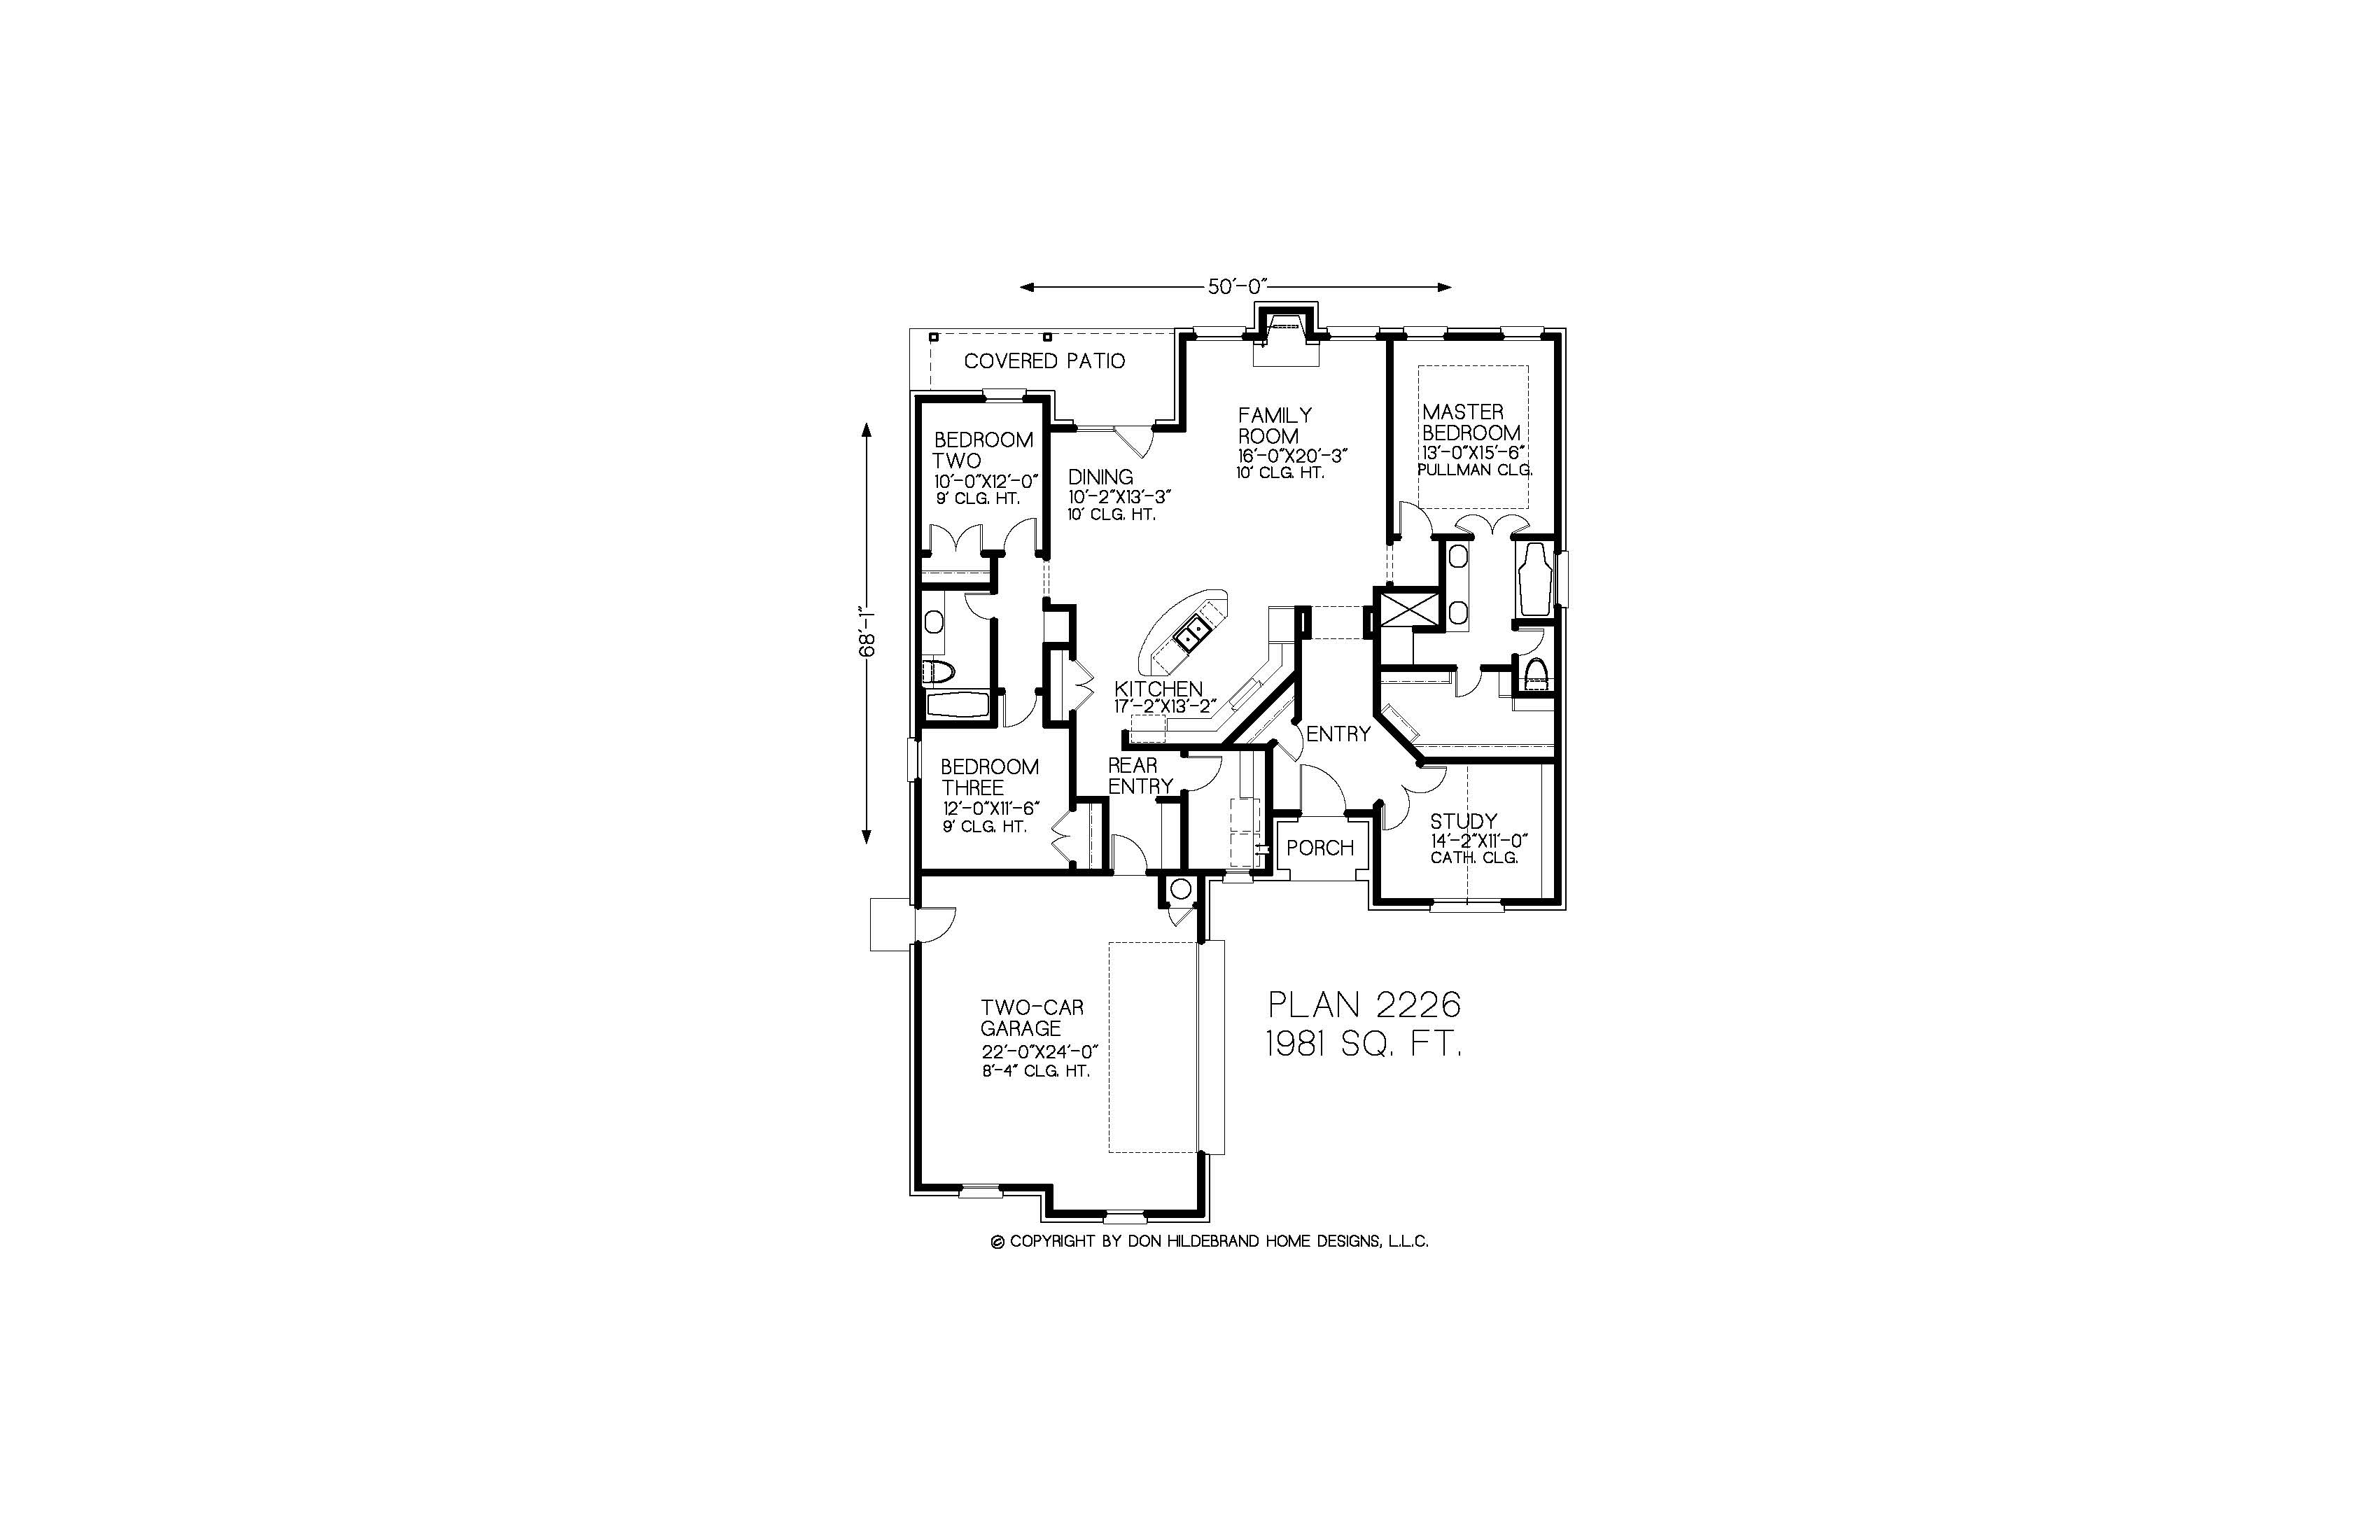 50'-0"
COVERED PATIO
FAMILY
ROOM
16'-0"X20'-3"
10' CLG. HT.
MASTER
BEDROOM
13'-0"X15'-6"
PULLMAN CLG.
BEDROOM
TWO
10'-0"X12'-0"
9' CLG. HT.
DINING
10'-2"X13'-3"
10' CLG. HT.
68'-1"
KITCHEN
17'-2"X13'-2"
ENTRY
BEDROOM
THREE
12'-0"X11'-6"
9' CLG. HT.
REAR
ENTRY
PORCH
STUDY
14'-2"X11'-0"
CATH. CLG.
TWO-CAR
GARAGE
22'-0"X24'-0"
8'-4" CLG. HT.
PLAN 2226
1981 SQ. FT.
© COPYRIGHT BY DON HILDEBRAND HOME DESIGNS, L.L.C.